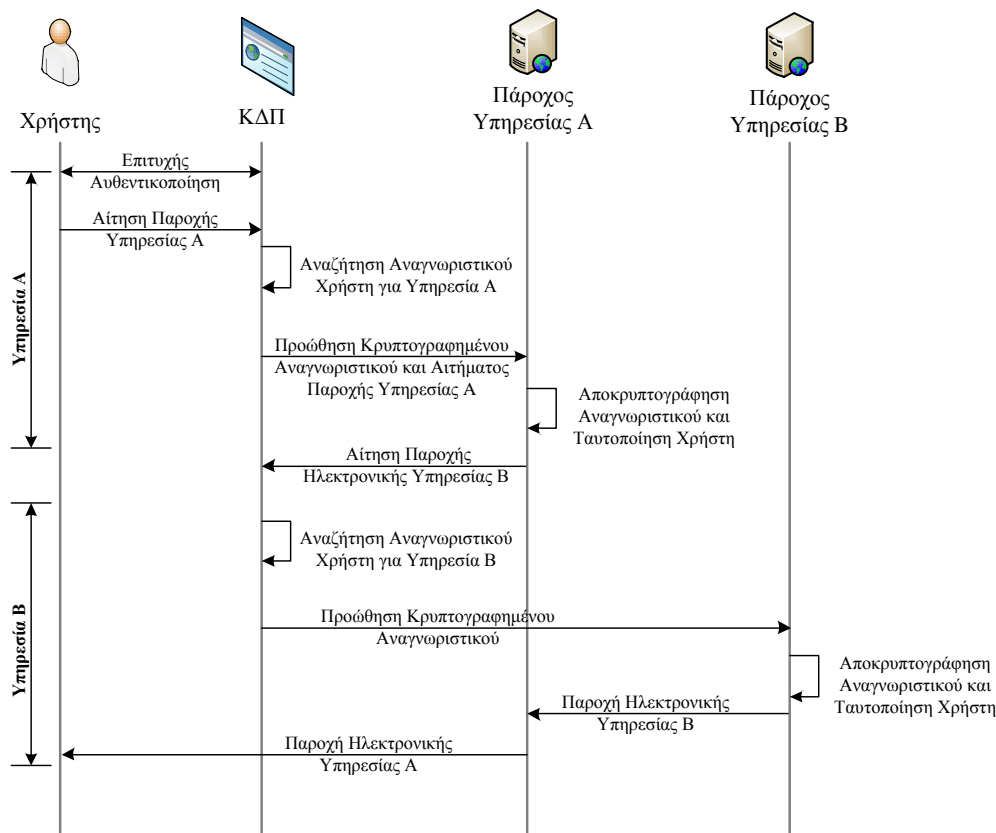 Χρήστης
ΚΔΠ
Πάροχος
Υπηρεσίας Α
Πάροχος
Υπηρεσίας Β
Επιτυχής
Αυθεντικοποίηση
Αίτηση Παροχής
Υπηρεσίας Α
Αναζήτηση Αναγνωριστικού
Χρήστη για Υπηρεσία Α
Υπηρεσία Α
Προώθηση Κρυπτογραφημένου
Αναγνωριστικού και Αιτήματος
Παροχής Υπηρεσίας Α
Αποκρυπτογράφηση
Αναγνωριστικού και
Ταυτοποίηση Χρήστη
Αίτηση Παροχής
Ηλεκτρονικής Υπηρεσίας Β
Αναζήτηση Αναγνωριστικού
Χρήστη για Υπηρεσία Β
Υπηρεσία Β
Προώθηση Κρυπτογραφημένου
Αναγνωριστικού
Αποκρυπτογράφηση
Αναγνωριστικού και
Ταυτοποίηση Χρήστη
Παροχή Ηλεκτρονικής
Υπηρεσίας Β
Παροχή Ηλεκτρονικής
Υπηρεσίας Α